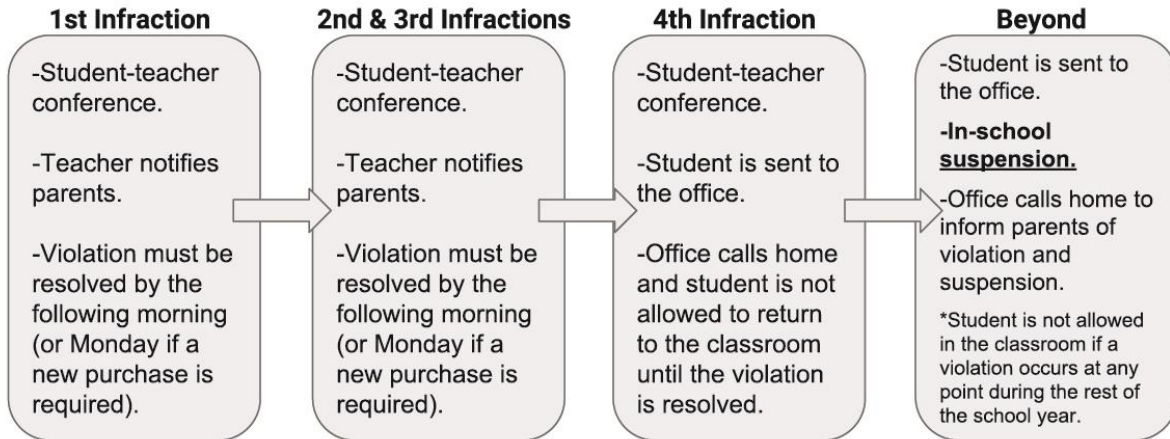 1st Infraction
-Student-teacher
conference.
-Teacher notifies
parents.
-Violation must be
resolved by the
following morning
(or Monday if a
new purchase is
required).
2nd & 3rd Infractions
-Student-teacher
conference.
-Teacher notifies
parents.
-Violation must be
resolved by the
following morning
(or Monday if a
new purchase is
required).
4th Infraction
-Student-teacher
conference.
-Student is sent to
the office.
-Office calls home
and student is not
allowed to return
to the classroom
until the violation
is resolved.
Beyond
-Student is sent to
the office.
-In-school
suspension.
-Office calls home to
inform parents of
violation and
suspension.
*Student is not allowed
in the classroom if a
violation occurs at any
point during the rest of
the school year.